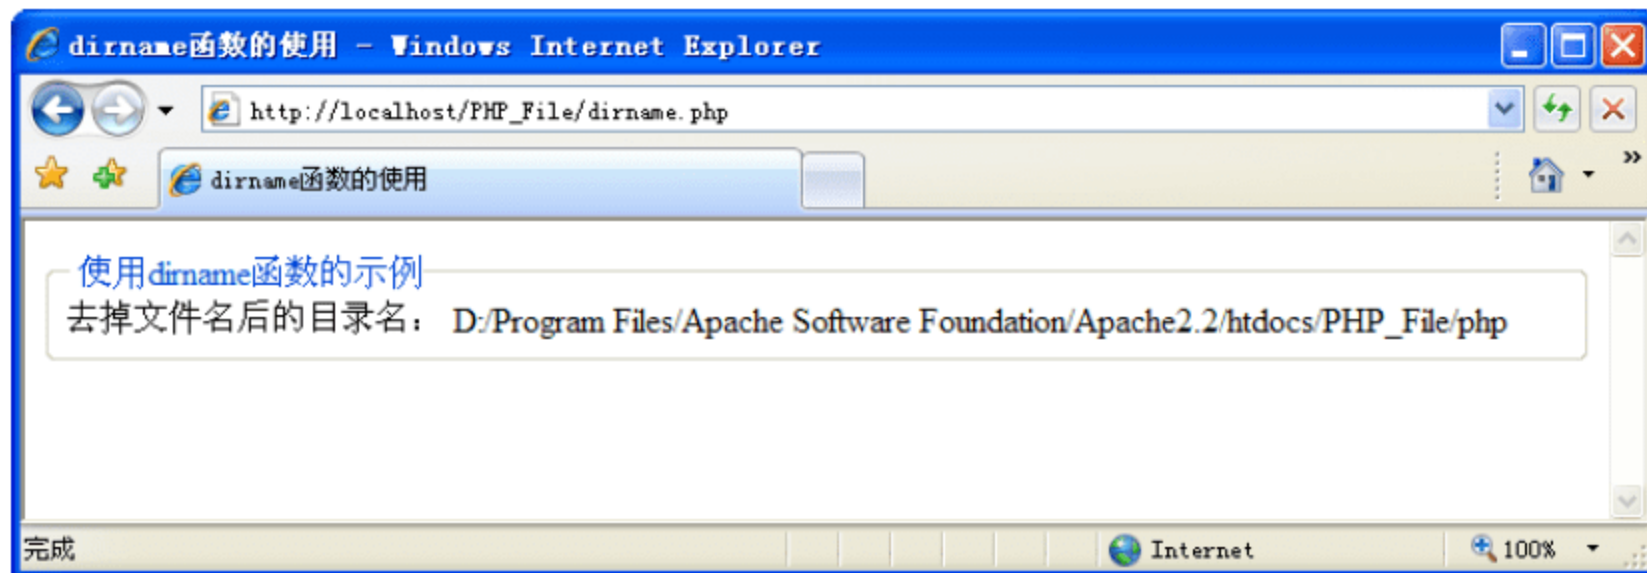 dirname函数的使用 - Windows Internet Explorer
http://localhost/PHP_File/dirname.php
dirname函数的使用
使用dirname函数的示例
去掉文件名后的目录名： D:/Program Files/Apache Software Foundation/Apache2.2/htdocs/PHP_File/php
完成 Internet 100%